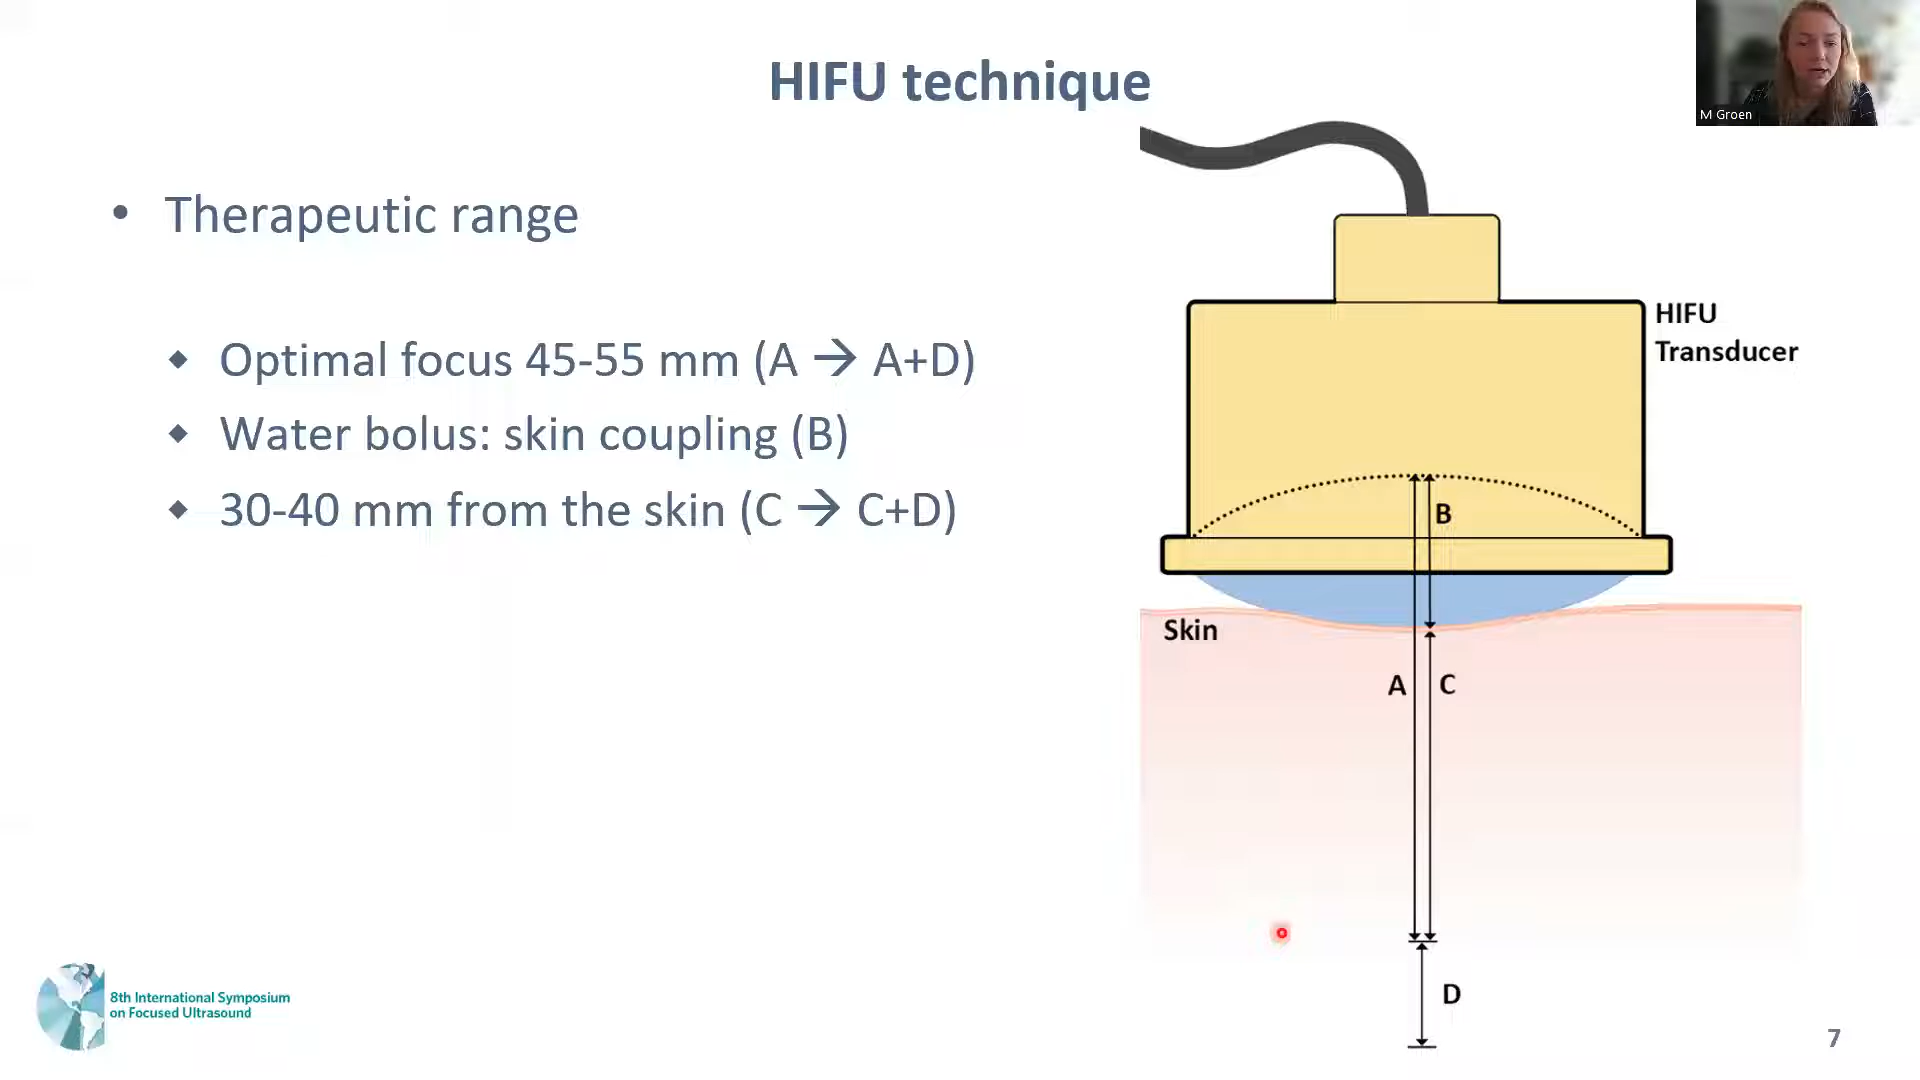 HIFU technique
M Groen
• Therapeutic range
◆ Optimal focus 45-55 mm (A → A+D)
◆ Water bolus: skin coupling (B)
◆ 30-40 mm from the skin (C → C+D)
HIFU
Transducer
B
Skin
A
C
D
8th International Symposium
on Focused Ultrasound
7